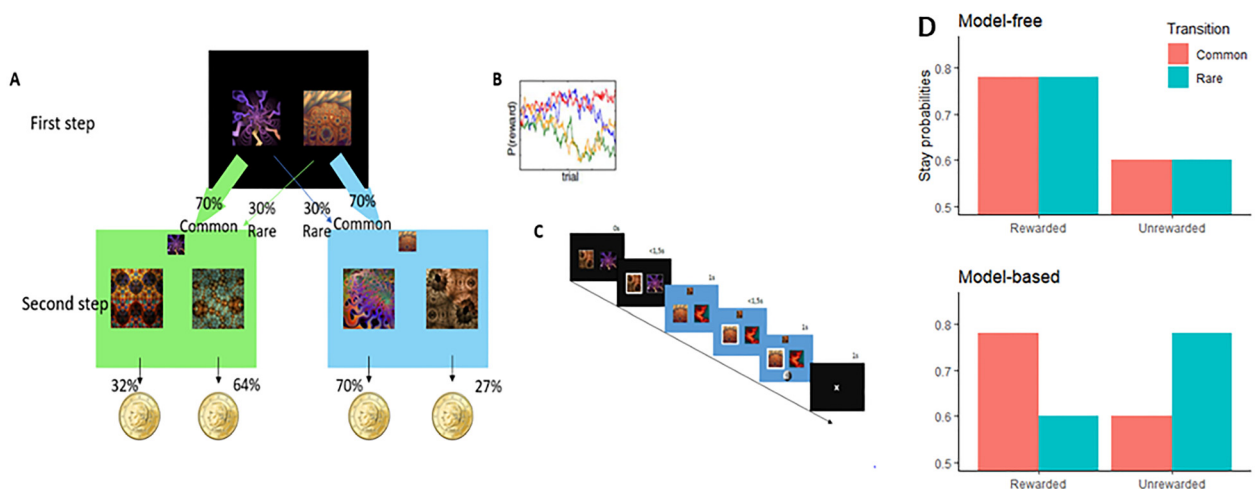 A
First step
70%
Common
30%
Rare
30%
Rare
70%
Common
Second step
32%
64%
70%
27%
B
P(reward)
trial
C
0s
<1,5s
1s
<1,5s
1s
1s
x
D
Model-free
Transition
Common
Rare
Stay probabilities
0.8
0.7
0.6
0.5
Rewarded
Unrewarded
Model-based
0.8
0.7
0.6
0.5
Rewarded
Unrewarded